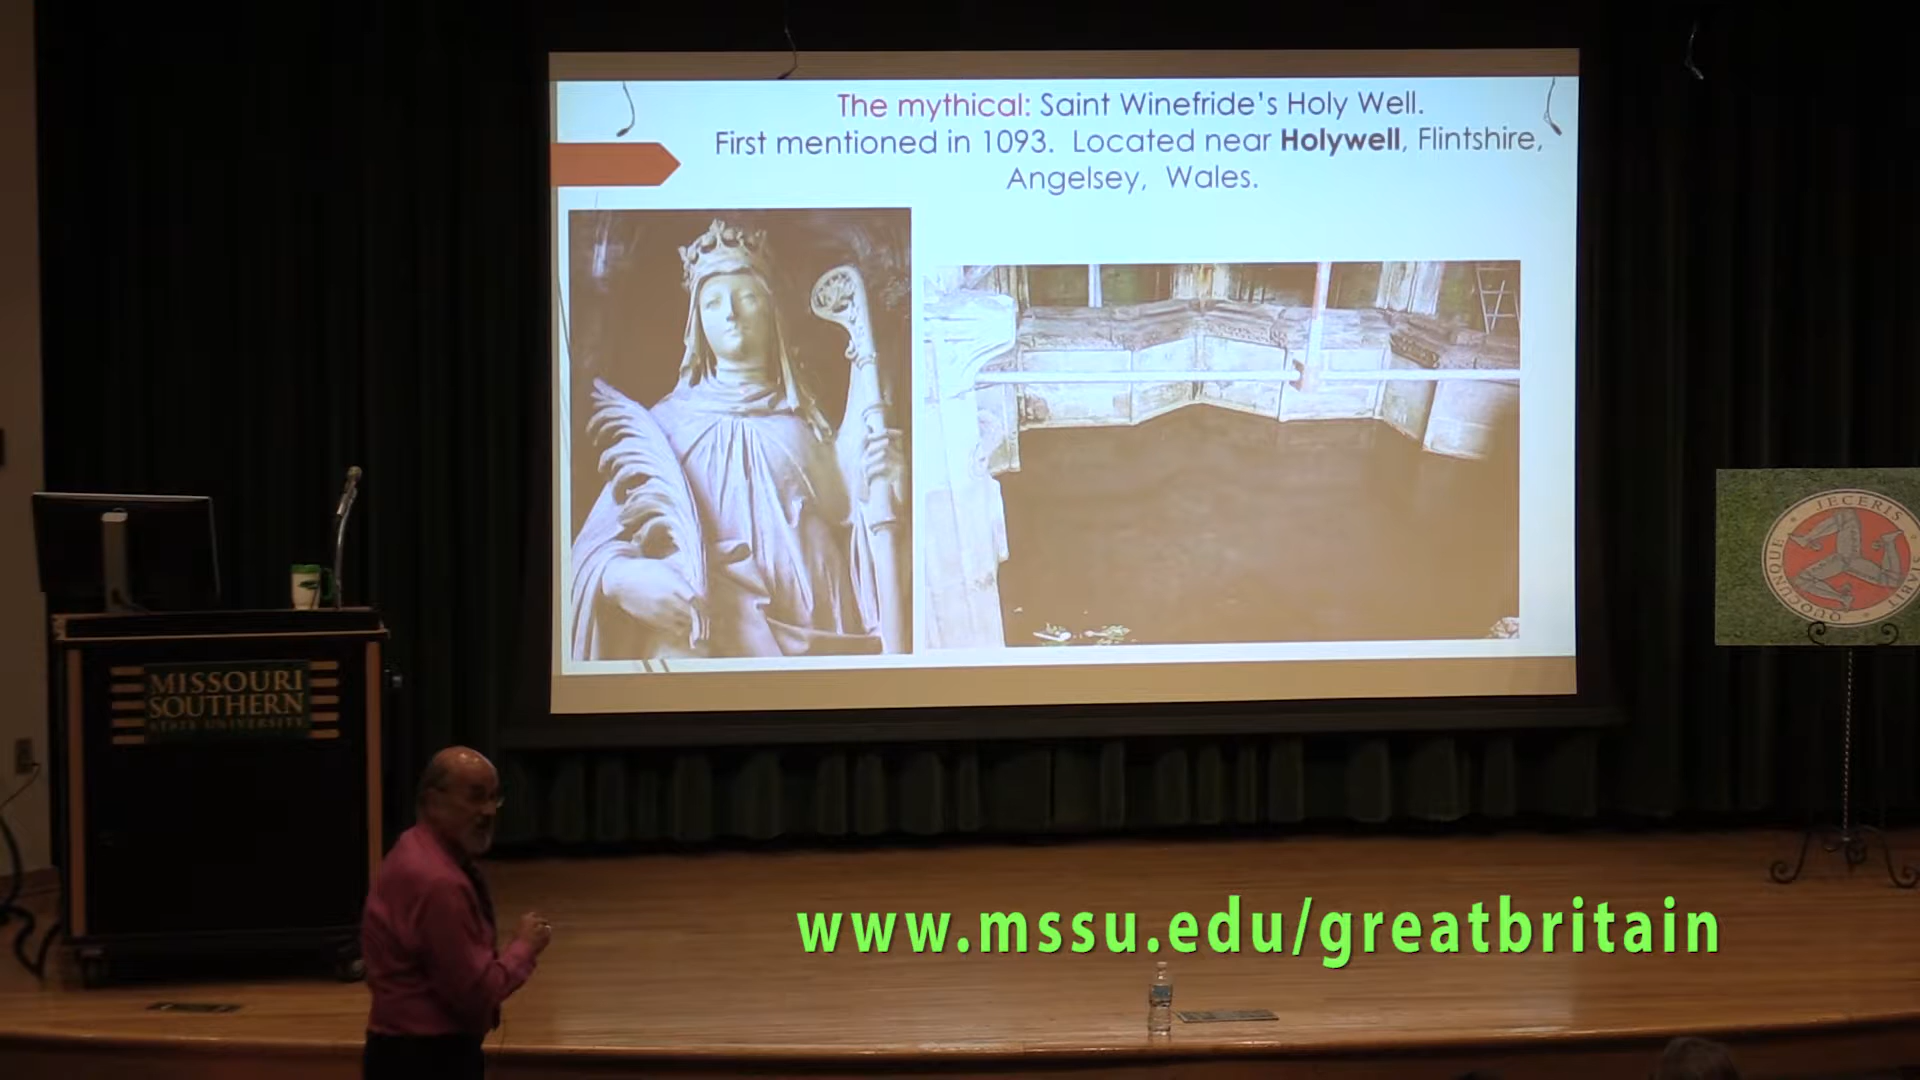 The mythical: Saint Winefride's Holy Well.
First mentioned in 1093. Located near Holywell, Flintshire,
Angelsey, Wales.
MISSOURI
SOUTHERN
STATE UNIVERSITY
QUOCUNQUE JECERIS STABIT
www.mssu.edu/greatbritain